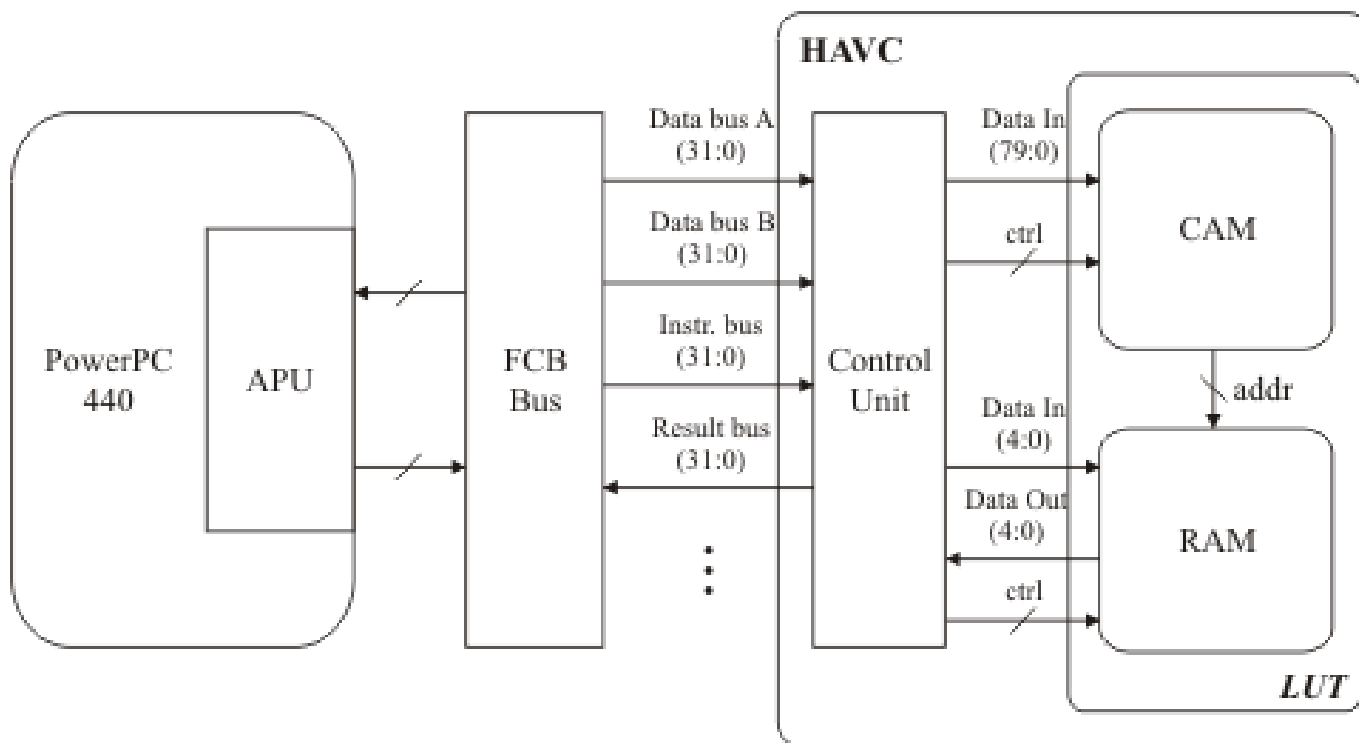 HAVC
PowerPC
440
APU
FCB
Bus
Data bus A
(31:0)
Data bus B
(31:0)
Instr. bus
(31:0)
Result bus
(31:0)
Control
Unit
Data In
(79:0)
ctrl
Data In
(4:0)
Data Out
(4:0)
ctrl
CAM
addr
RAM
LUT